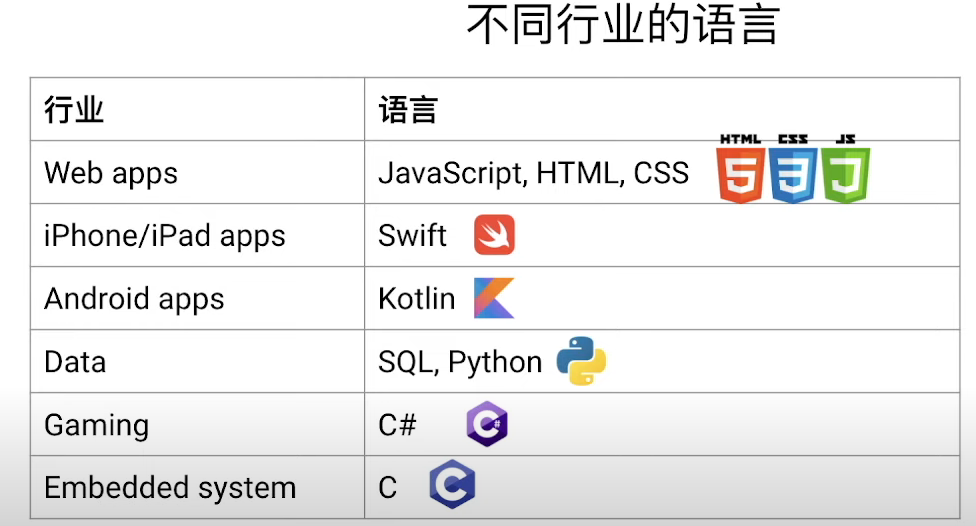 不同行业的语言
行业 语言
HTML CSS JS
Web apps JavaScript, HTML, CSS 5 3 J
iPhone/iPad apps Swift
Android apps Kotlin
Data SQL, Python
Gaming C# C#
Embedded system C C